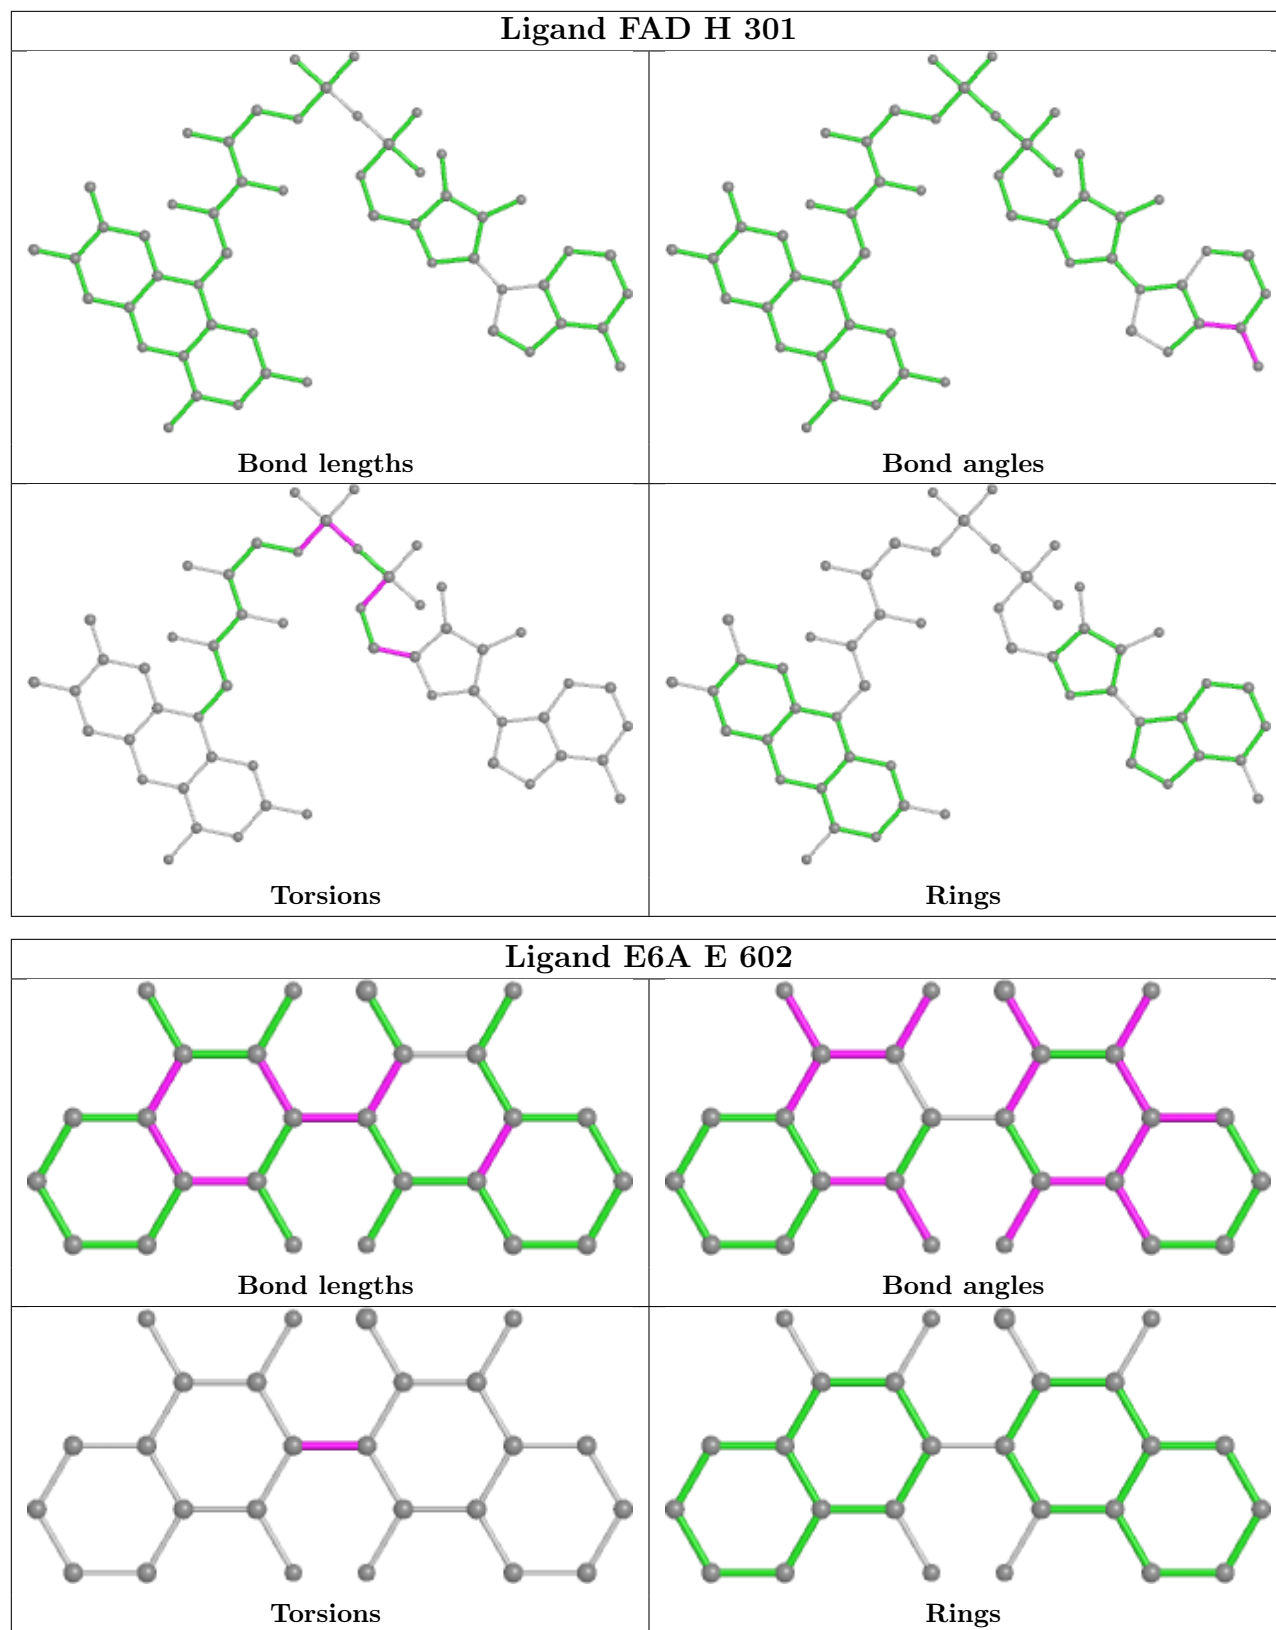 Ligand FAD H 301
Bond lengths
Bond angles
Torsions
Rings
Ligand E6A E 602
Bond lengths
Bond angles
Torsions
Rings